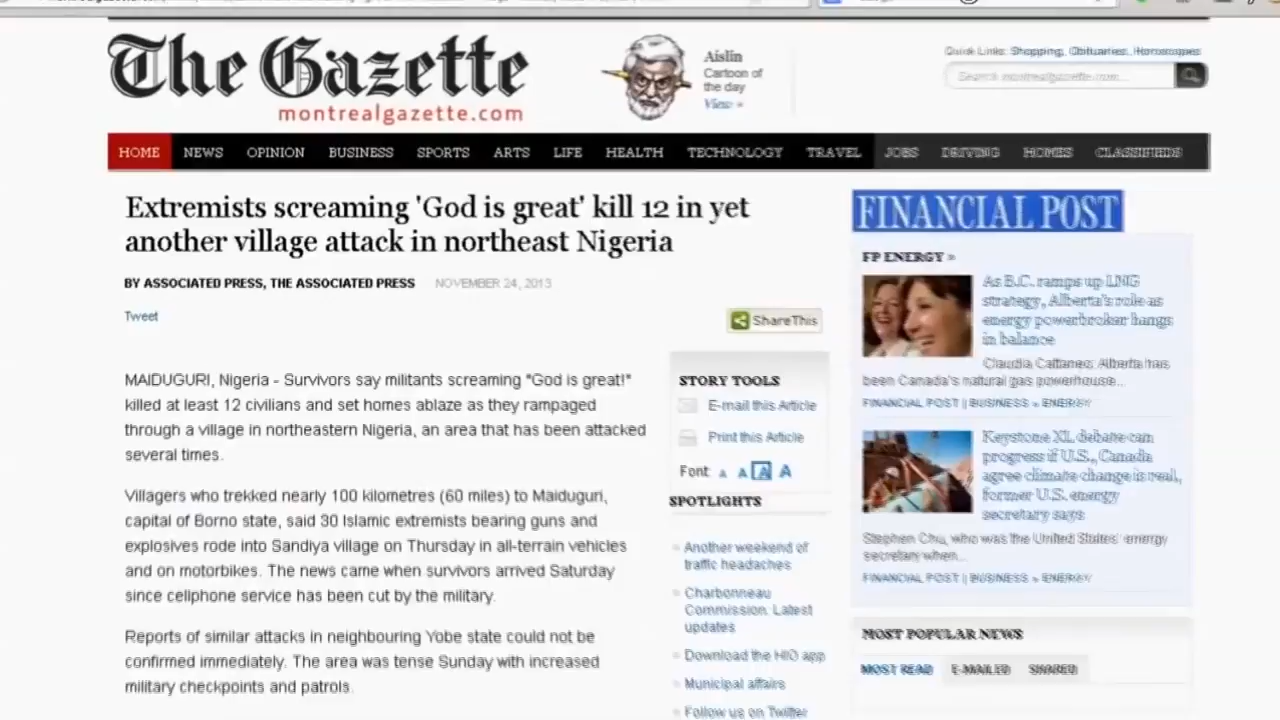 The Gazette
montrealgazette.com
Aislin
Cartoon of
the day
View »
Quick Links: Shopping, Obituaries, Horoscopes
Search montrealgazette.com...
HOME NEWS OPINION BUSINESS SPORTS ARTS LIFE HEALTH TECHNOLOGY TRAVEL JOBS DRIVING HOMES CLASSIFIEDS
Extremists screaming 'God is great' kill 12 in yet
another village attack in northeast Nigeria
BY ASSOCIATED PRESS, THE ASSOCIATED PRESS NOVEMBER 24, 2013
Tweet
ShareThis
MAIDUGURI, Nigeria - Survivors say militants screaming "God is great!"
killed at least 12 civilians and set homes ablaze as they rampaged
through a village in northeastern Nigeria, an area that has been attacked
several times.
Villagers who trekked nearly 100 kilometres (60 miles) to Maiduguri,
capital of Borno state, said 30 Islamic extremists bearing guns and
explosives rode into Sandiya village on Thursday in all-terrain vehicles
and on motorbikes. The news came when survivors arrived Saturday
since cellphone service has been cut by the military.
Reports of similar attacks in neighbouring Yobe state could not be
confirmed immediately. The area was tense Sunday with increased
military checkpoints and patrols.
STORY TOOLS
E-mail this Article
Print this Article
Font A A A A
SPOTLIGHTS
Another weekend of
traffic headaches
Charbonneau
Commission: Latest
updates
Download the HIO app
Municipal affairs
Follow us on Twitter
FINANCIAL POST
FP ENERGY »
As B.C. ramps up LNG
strategy, Alberta's role as
energy powerbroker hangs
in balance
Claudia Cattaneo: Alberta has
been Canada's natural gas powerhouse...
FINANCIAL POST | BUSINESS » ENERGY
Keystone XL debate can
progress if U.S., Canada
agree climate change is real,
former U.S. energy
secretary says
Stephen Chu, who was the United States' energy
secretary when...
FINANCIAL POST | BUSINESS » ENERGY
MOST POPULAR NEWS
MOST READ E-MAILED SHARED